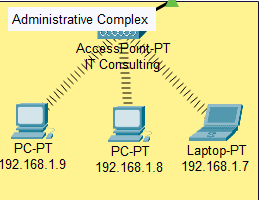 Administrative Complex
AccessPoint-PT
IT Consulting
PC-PT
192.168.1.9
PC-PT
192.168.1.8
Laptop-PT
192.168.1.7